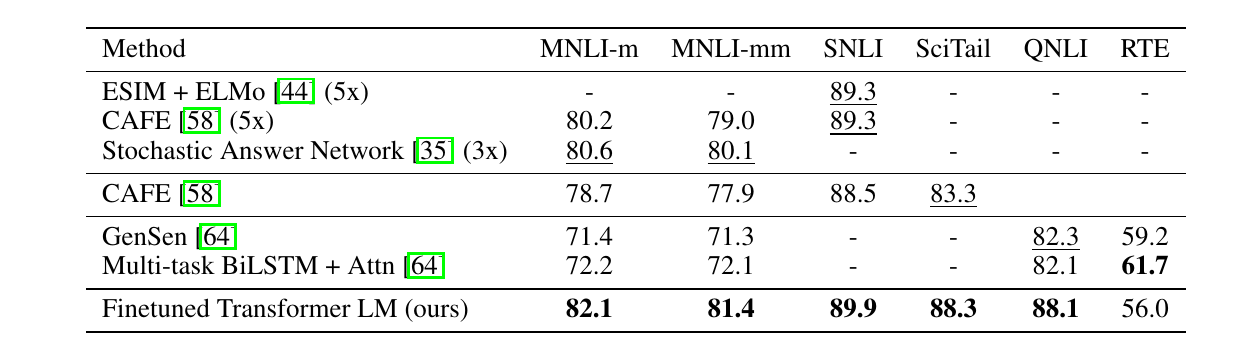 Method MNLI-m MNLI-mm SNLI SciTail QNLI RTE
ESIM + ELMo [44] (5x) - - 89.3 - - -
CAFE [58] (5x) 80.2 79.0 89.3 - - -
Stochastic Answer Network [35] (3x) 80.6 80.1 - - - -
CAFE [58] 78.7 77.9 88.5 83.3
GenSen [64] 71.4 71.3 - - 82.3 59.2
Multi-task BiLSTM + Attn [64] 72.2 72.1 - - 82.1 61.7
Finetuned Transformer LM (ours) 82.1 81.4 89.9 88.3 88.1 56.0